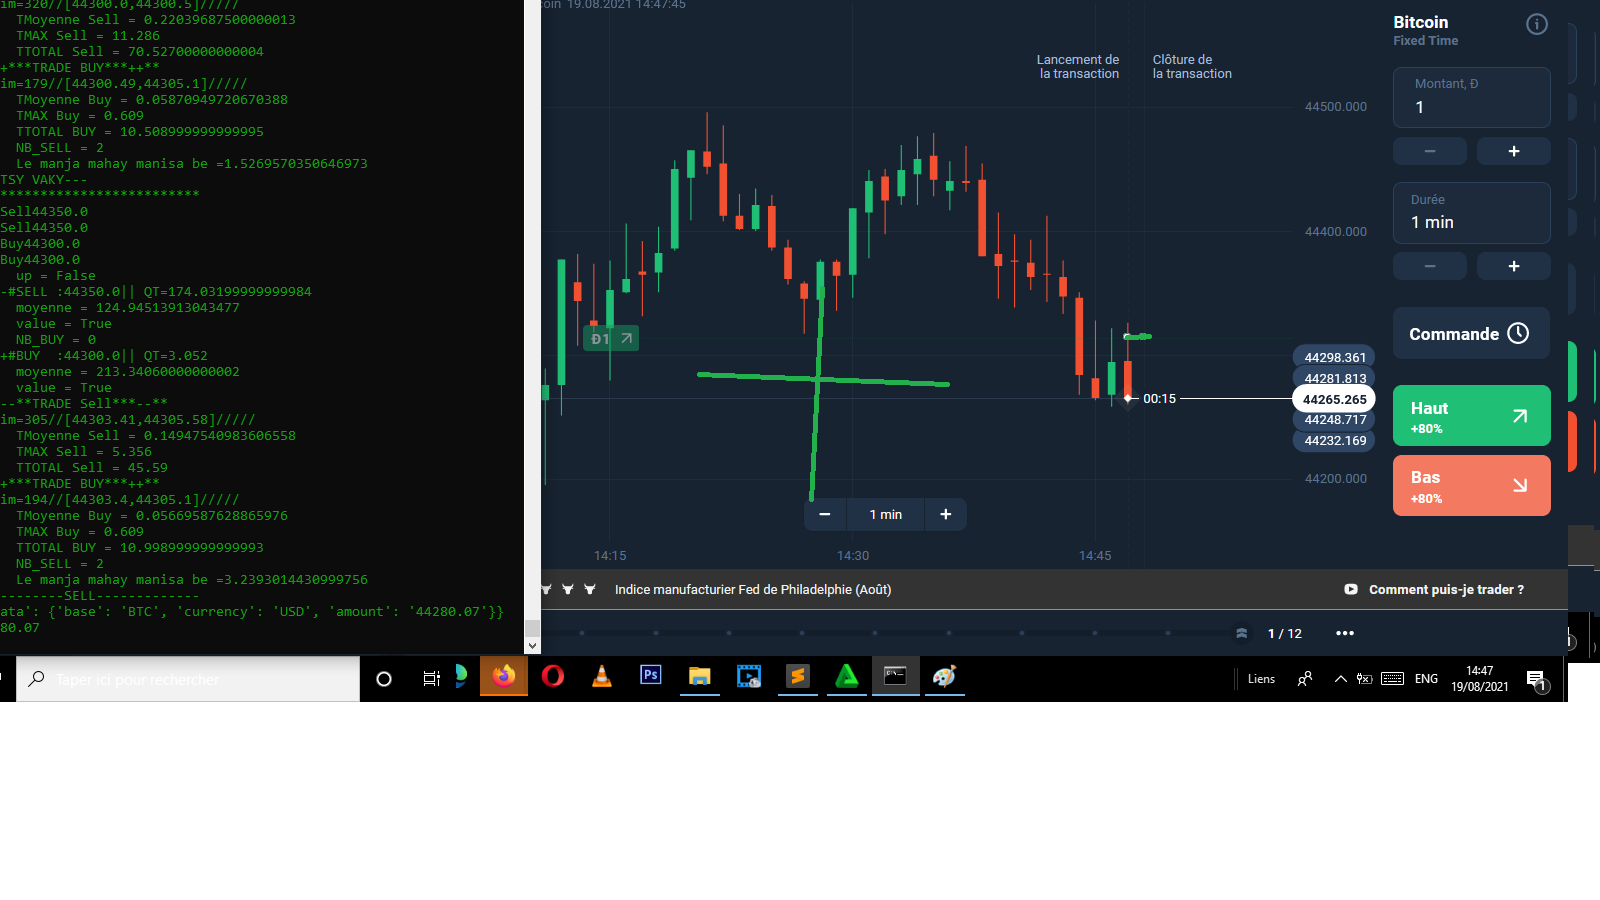 im=320//[44300.0,44300.5]/////
TMoyenne Sell = 0.22039687500000013
TMAX Sell = 11.286
TTOTAL Sell = 70.52700000000004
+***TRADE BUY***++**
im=179//[44300.49,44305.1]/////
TMoyenne Buy = 0.05870949720670388
TMAX Buy = 0.609
TTOTAL BUY = 10.508999999999995
NB_SELL = 2
Le manja mahay manisa be =1.5269570350646973
TSY VAKY---
*************************
Sell44350.0
Sell44350.0
Buy44300.0
Buy44300.0
up = False
-#SELL :44350.0|| QT=174.03199999999984
moyenne = 124.94513913043477
value = True
NB_BUY = 0
+#BUY  :44300.0|| QT=3.052
moyenne = 213.34060000000002
value = True
--**TRADE Sell***--**
im=305//[44303.41,44305.58]/////
TMoyenne Sell = 0.14947540983606558
TMAX Sell = 5.356
TTOTAL Sell = 45.59
+***TRADE BUY***++**
im=194//[44303.4,44305.1]/////
TMoyenne Buy = 0.05669587628865976
TMAX Buy = 0.609
TTOTAL BUY = 10.998999999999993
NB_SELL = 2
Le manja mahay manisa be =3.2393014430999756
--------SELL-------------
ata': {'base': 'BTC', 'currency': 'USD', 'amount': '44280.07'}}
80.07
coin 19.08.2021 14:47:45
Lancement de
la transaction
Clôture de
la transaction
44500.000
44400.000
44298.361
44281.813
44265.265
44248.717
44232.169
44200.000
Đ1
00:15
1 min
14:15
14:30
14:45
Bitcoin
Fixed Time
Montant, Đ
1
− +
Durée
1 min
− +
Commande
Haut
+80%
Bas
+80%
Indice manufacturier Fed de Philadelphie (Août)
Comment puis-je trader ?
1 / 12
Taper ici pour rechercher
Ps
Liens
ENG
14:47
19/08/2021
1